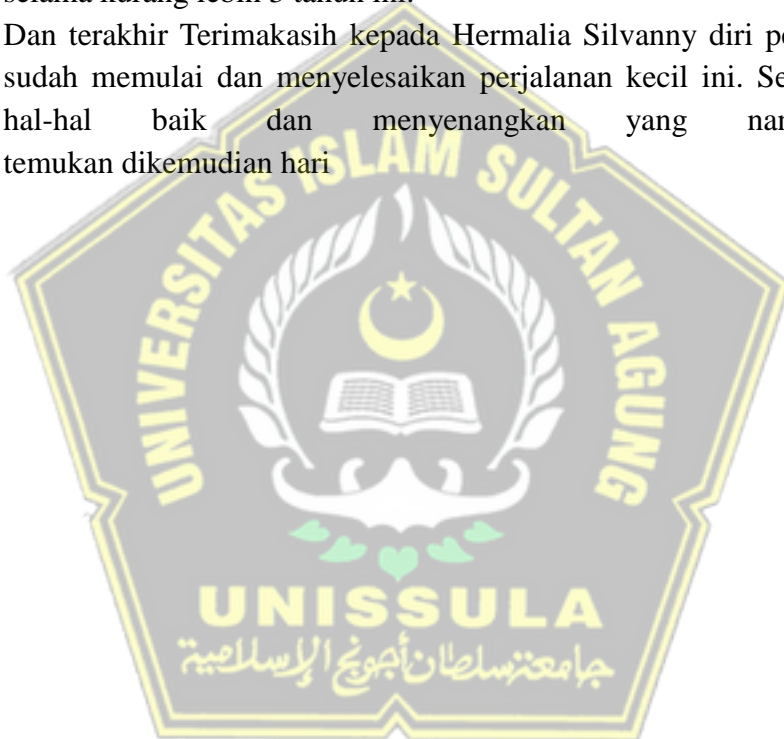 selama kurang lebih 3 tahun ini.
Dan terakhir Terimakasih kepada Hermalia Silvanny diri
sudah memulai dan menyelesaikan perjalanan kecil ini.
hal-hal baik dan menyenangkan yang
temukan dikemudian hari
UNIVERSITAS ISLAM SULTAN AGUNG
UNISSULA
جامعة سلطان أجونج الإسلامية